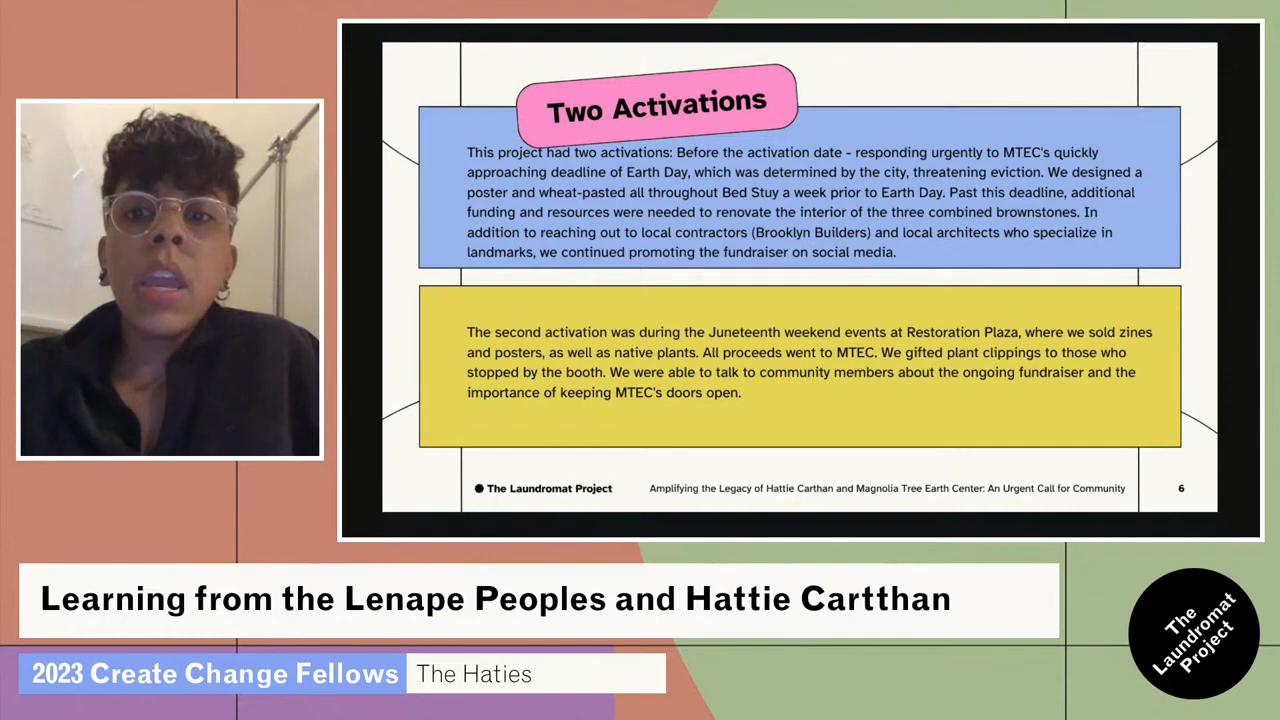 Two Activations
This project had two activations: Before the activation date - responding urgently to MTEC's quickly
approaching deadline of Earth Day, which was determined by the city, threatening eviction. We designed a
poster and wheat-pasted all throughout Bed Stuy a week prior to Earth Day. Past this deadline, additional
funding and resources were needed to renovate the interior of the three combined brownstones. In
addition to reaching out to local contractors (Brooklyn Builders) and local architects who specialize in
landmarks, we continued promoting the fundraiser on social media.
The second activation was during the Juneteenth weekend events at Restoration Plaza, where we sold zines
and posters, as well as native plants. All proceeds went to MTEC. We gifted plant clippings to those who
stopped by the booth. We were able to talk to community members about the ongoing fundraiser and the
importance of keeping MTEC's doors open.
The Laundromat Project Amplifying the Legacy of Hattie Carthan and Magnolia Tree Earth Center: An Urgent Call for Community 6
Learning from the Lenape Peoples and Hattie Cartthan
2023 Create Change Fellows The Haties
The
Laundromat
Project